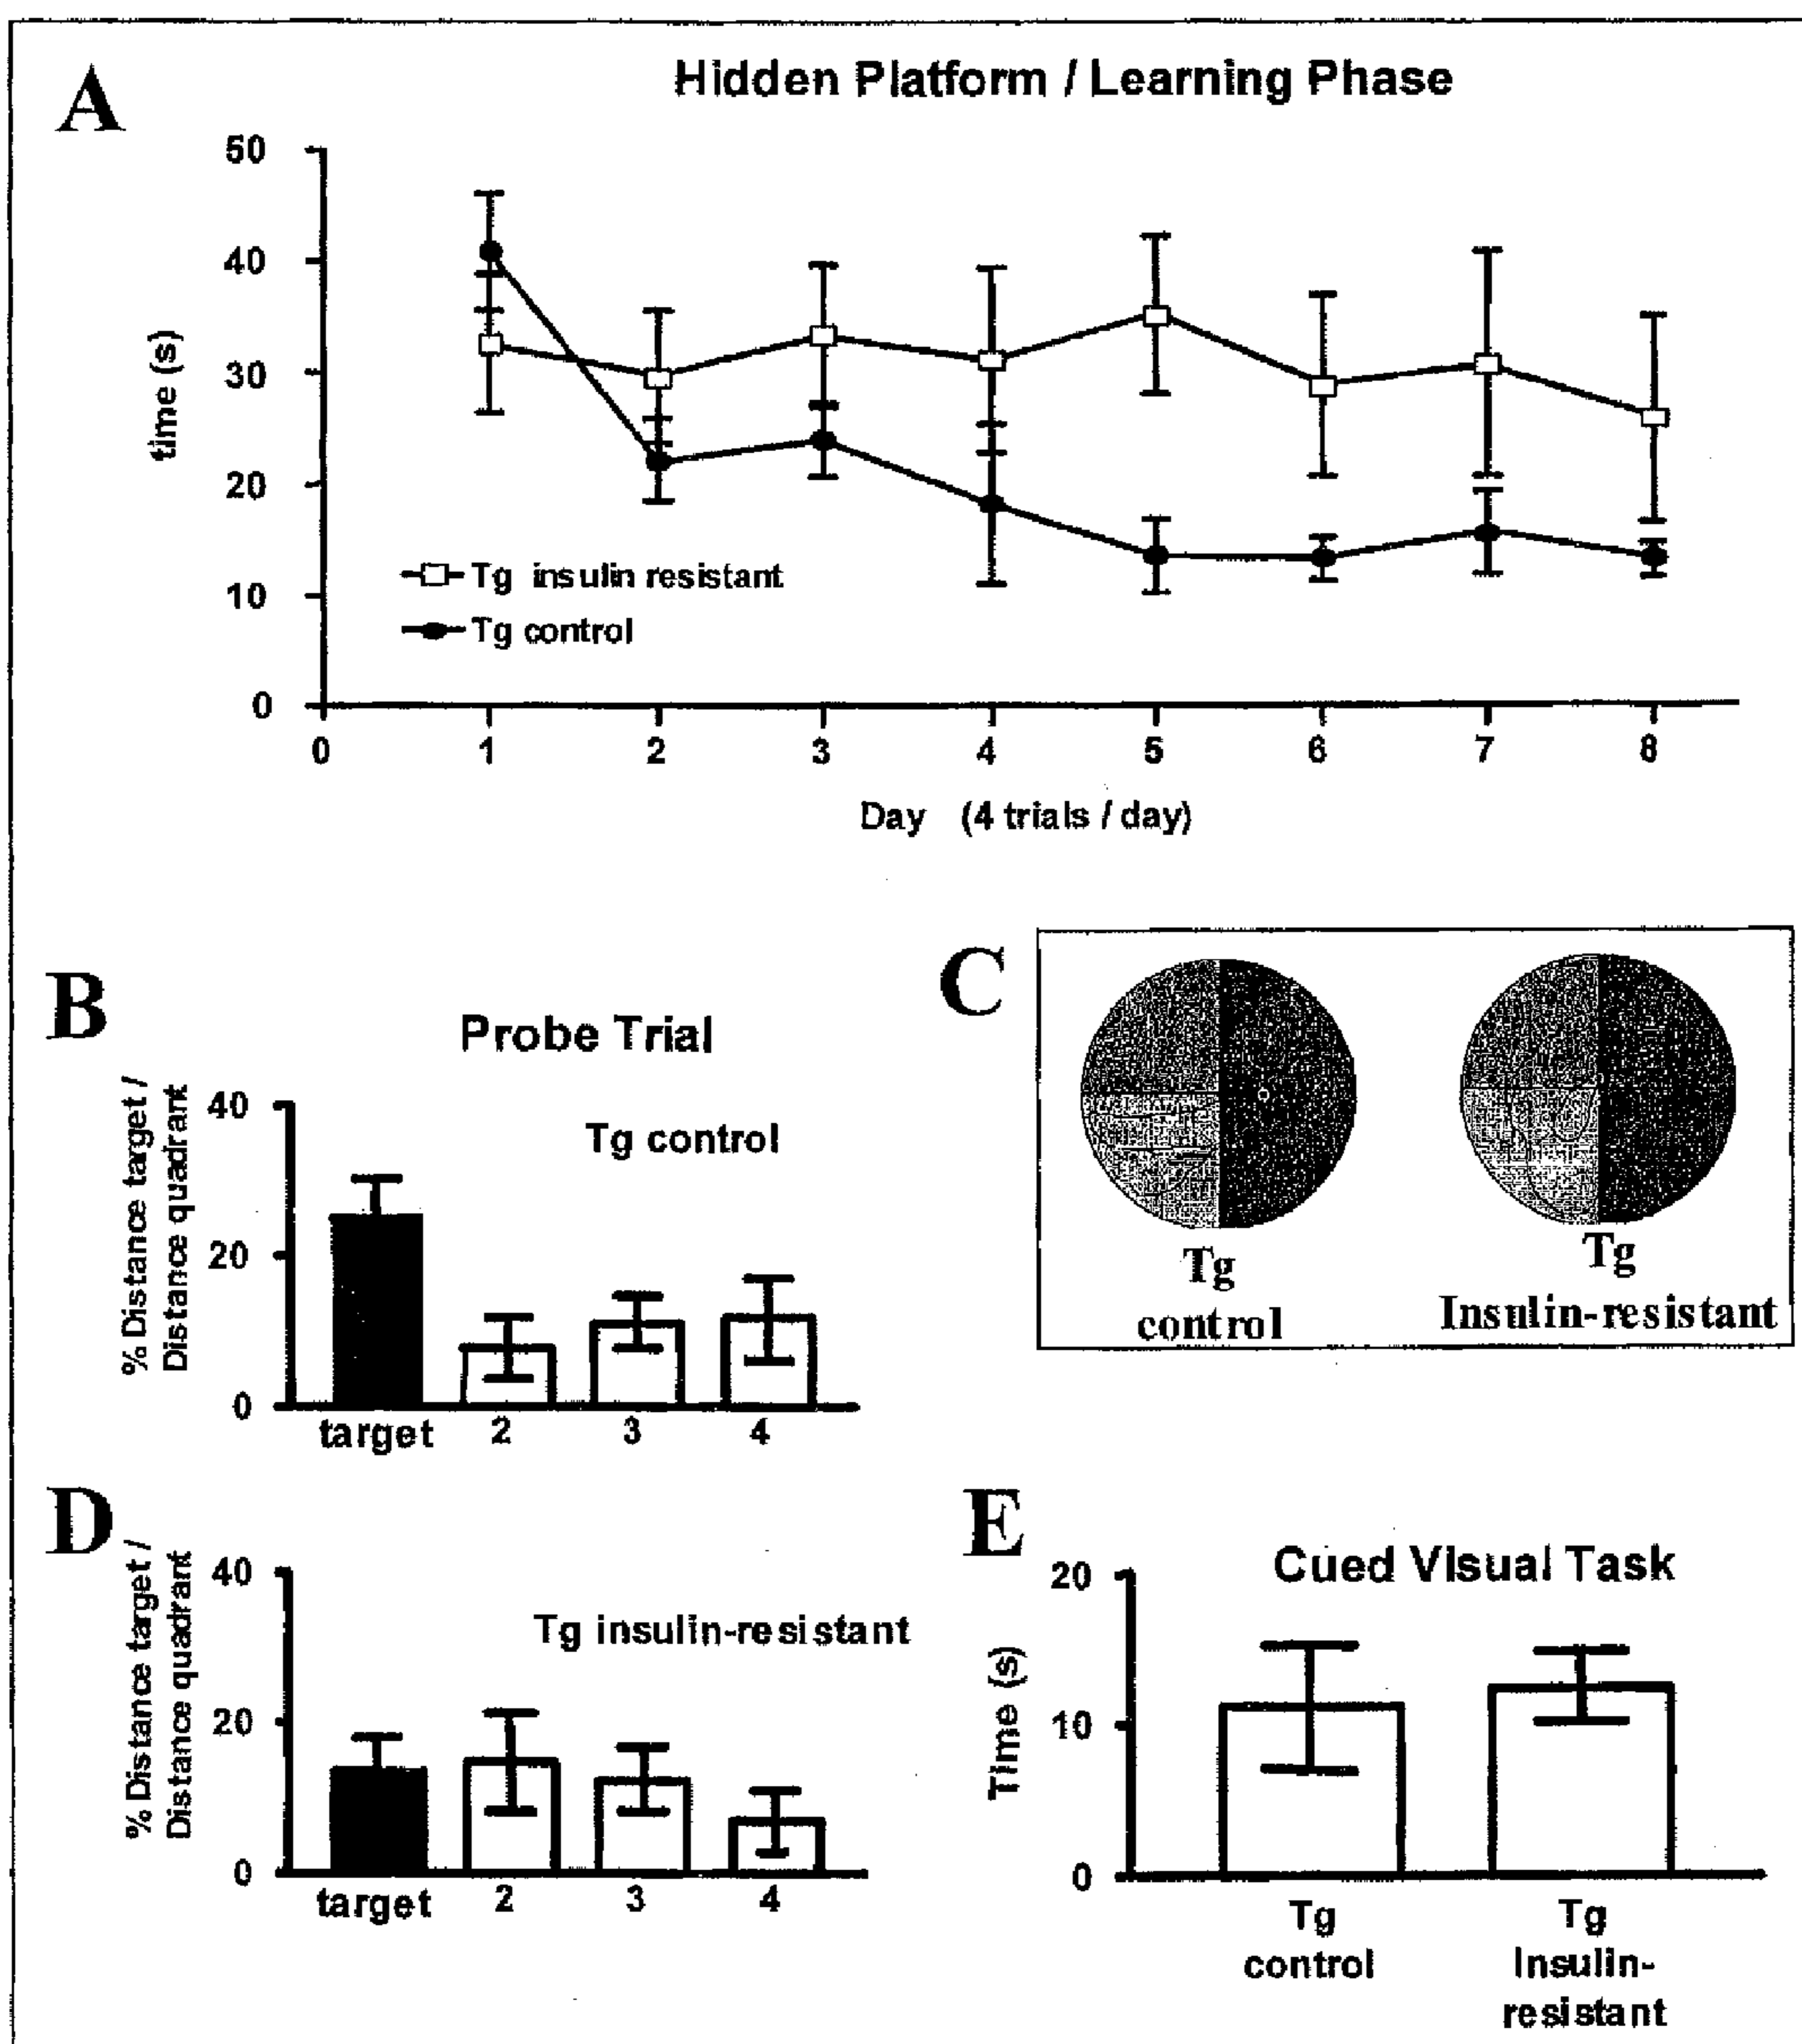 A
Hidden Platform / Learning Phase
50
40
30
20
10
0
time (s)
Tg insulin resistant
Tg control
0 1 2 3 4 5 6 7 8
Day (4 trials / day)
B
Probe Trial
Tg control
% Distance target /
Distance quadrant
40
20
0
target 2 3 4
C
Tg
control
Tg
Insulin-resistant
D
Tg insulin-resistant
% Distance target /
Distance quadrant
40
20
0
target 2 3 4
E
Cued Visual Task
Time (s)
20
10
0
Tg
control
Tg
Insulin-
resistant